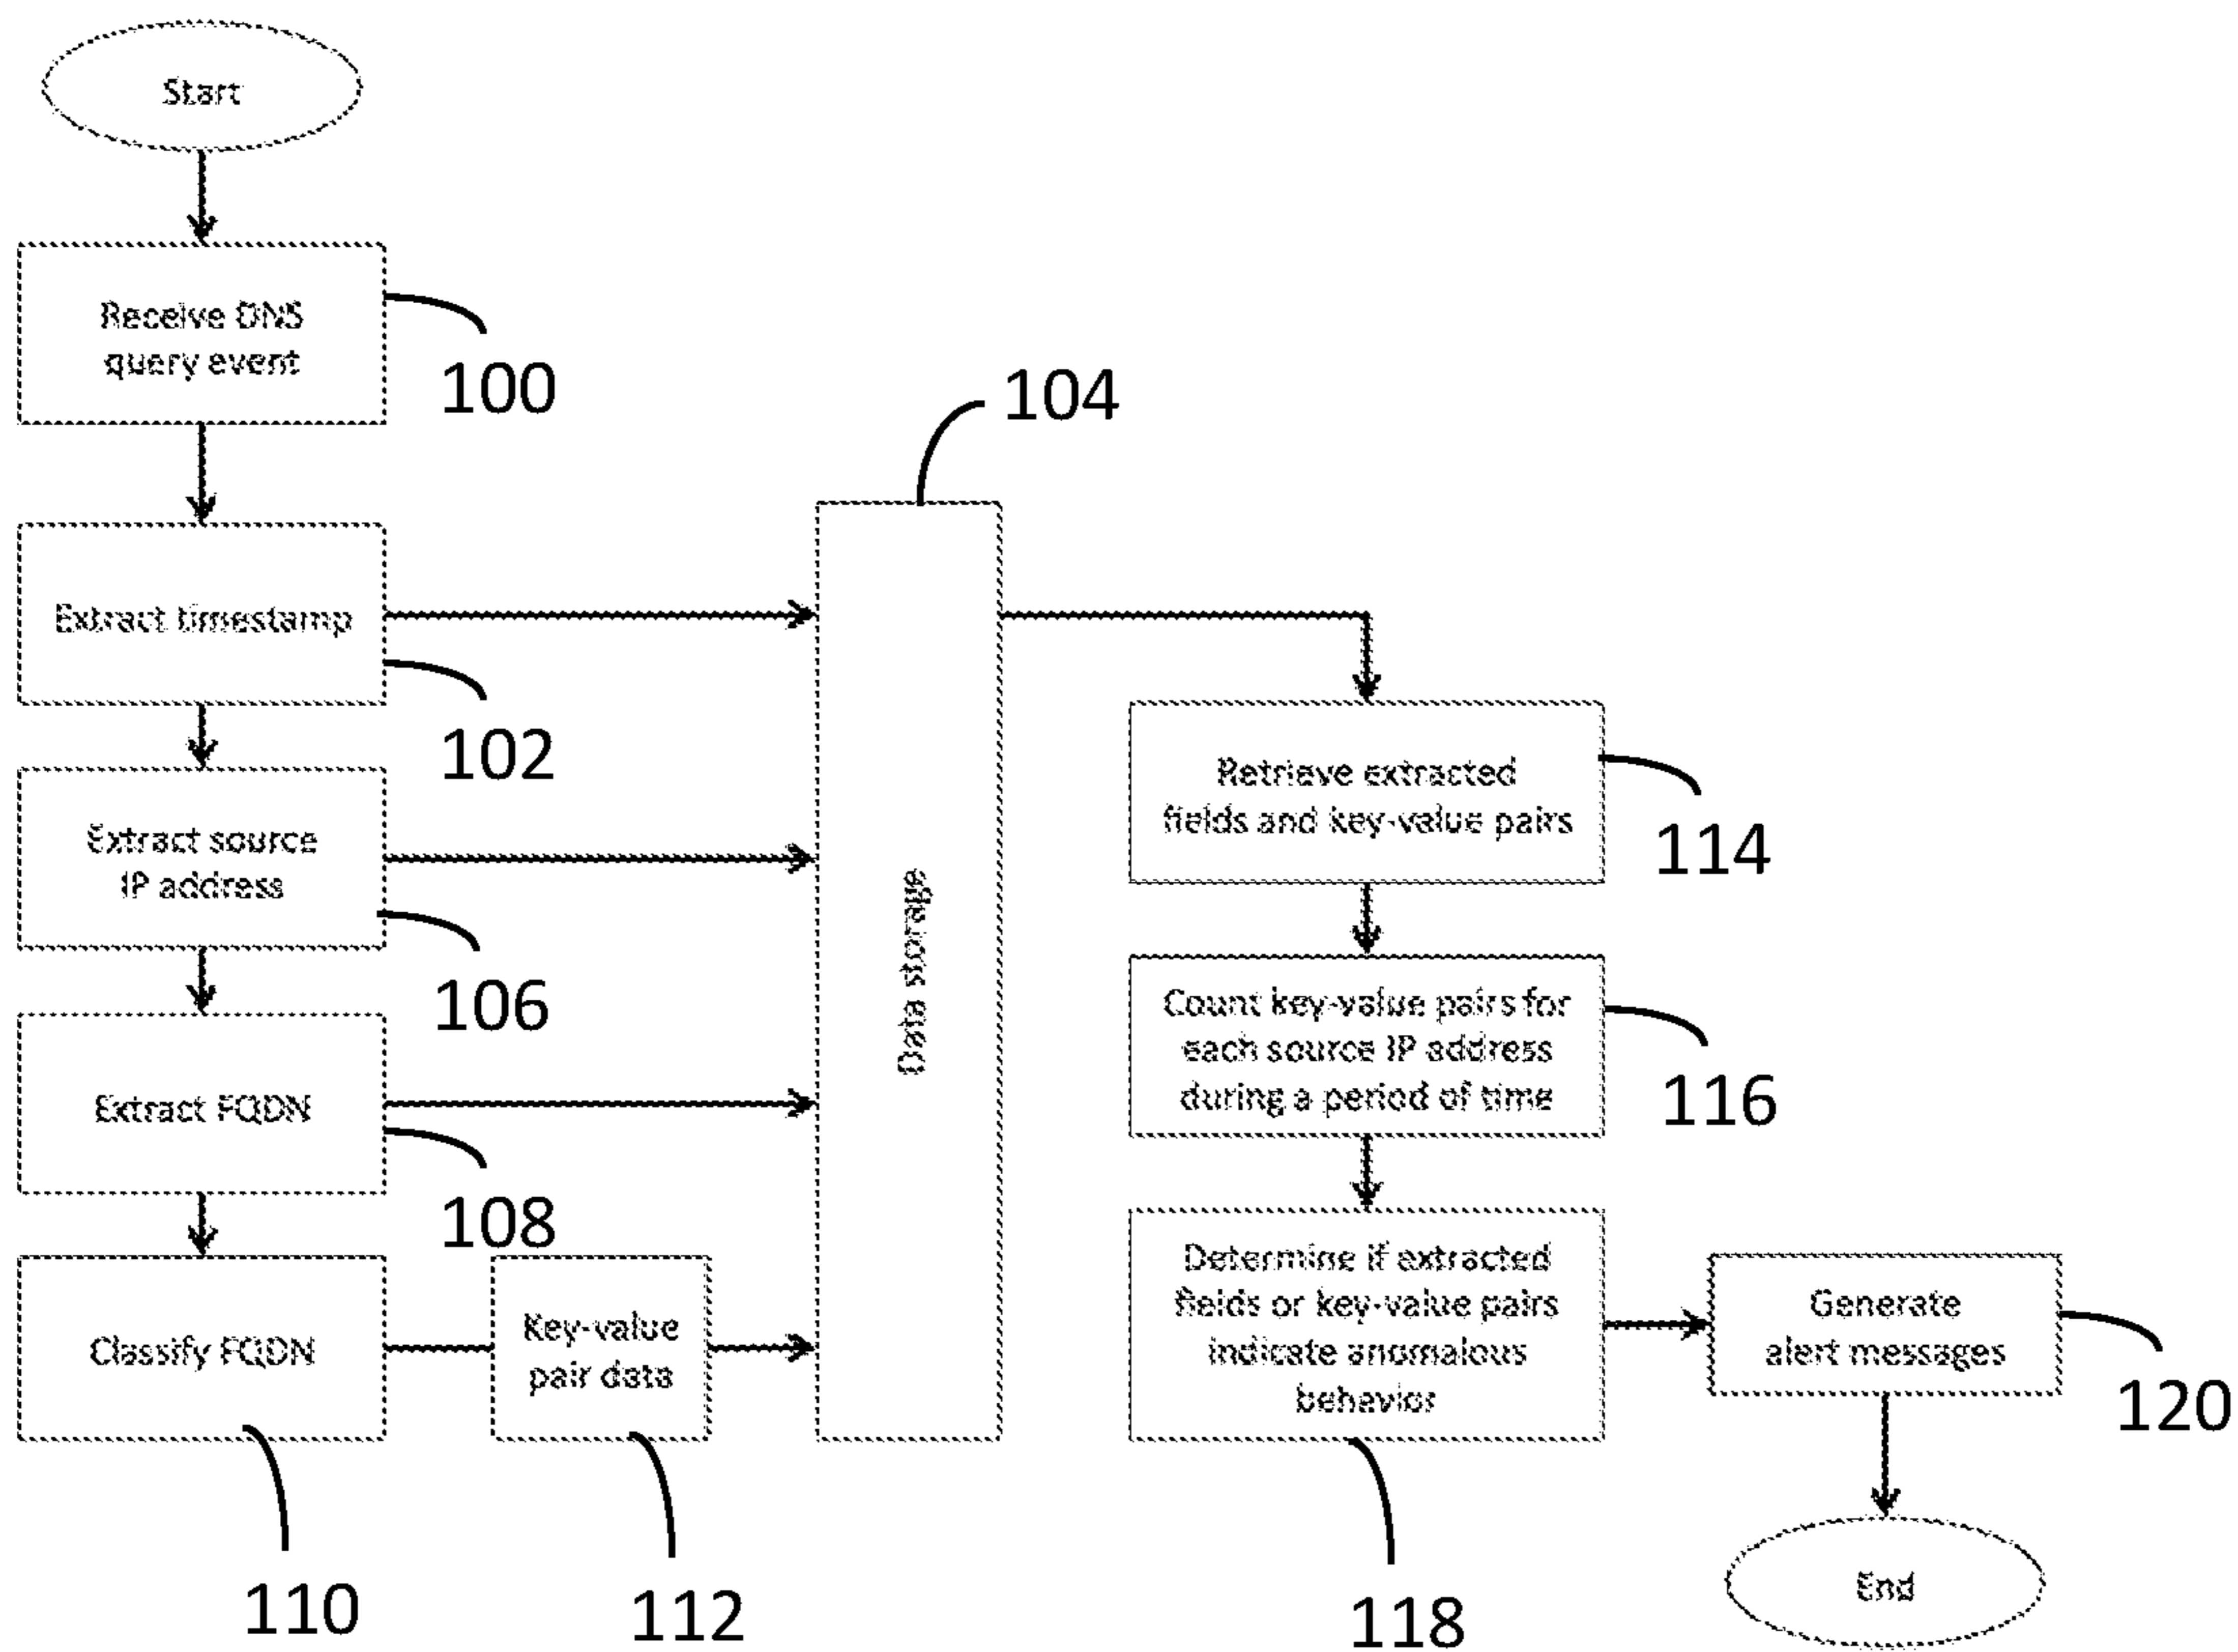 Start
Receive DNS
query event
100
104
Extract timestamp
102
Extract source
IP address
106
Extract FQDN
108
Classify FQDN
110
Key-value
pair data
112
Data storage
Retrieve extracted
fields and key-value pairs
114
Count key-value pairs for
each source IP address
during a period of time
116
Determine if extracted
fields or key-value pairs
indicate anomalous
behavior
118
Generate
alert messages
120
End